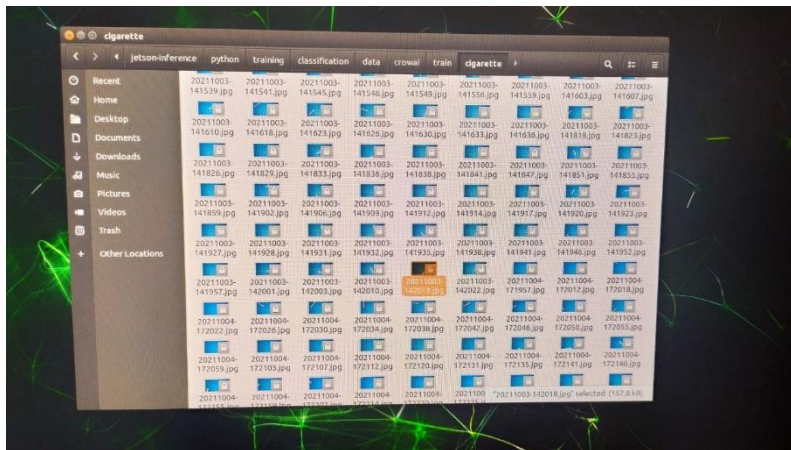 cigarette
jetson-inference python training classification data crowai train cigarette
Recent
Home
Desktop
Documents
Downloads
Music
Pictures
Videos
Trash
Other Locations
20211003- 20211003- 20211003- 20211003- 20211003- 20211003- 20211003- 20211003- 20211003-
141539.jpg 141541.jpg 141545.jpg 141546.jpg 141549.jpg 141556.jpg 141559.jpg 141603.jpg 141607.jpg
20211003- 20211003- 20211003- 20211003- 20211003- 20211003- 20211003- 20211003- 20211003-
141610.jpg 141618.jpg 141623.jpg 141626.jpg 141630.jpg 141633.jpg 141636.jpg 141818.jpg 141823.jpg
20211003- 20211003- 20211003- 20211003- 20211003- 20211003- 20211003- 20211003- 20211003-
141826.jpg 141829.jpg 141833.jpg 141836.jpg 141838.jpg 141841.jpg 141847.jpg 141851.jpg 141855.jpg
20211003- 20211003- 20211003- 20211003- 20211003- 20211003- 20211003- 20211003- 20211003-
141859.jpg 141902.jpg 141906.jpg 141909.jpg 141912.jpg 141914.jpg 141917.jpg 141920.jpg 141923.jpg
20211003- 20211003- 20211003- 20211003- 20211003- 20211003- 20211003- 20211003- 20211003-
141927.jpg 141928.jpg 141931.jpg 141932.jpg 141935.jpg 141938.jpg 141941.jpg 141946.jpg 141952.jpg
20211003- 20211003- 20211003- 20211003- 20211003- 20211003- 20211004- 20211004- 20211004-
141957.jpg 142001.jpg 142003.jpg 142010.jpg 142018.jpg 142022.jpg 171957.jpg 172012.jpg 172018.jpg
20211004- 20211004- 20211004- 20211004- 20211004- 20211004- 20211004- 20211004- 20211004-
172022.jpg 172026.jpg 172030.jpg 172034.jpg 172038.jpg 172042.jpg 172046.jpg 172050.jpg 172055.jpg
20211004- 20211004- 20211004- 20211004- 20211004- 20211004- 20211004- 20211004- 20211004-
172059.jpg 172103.jpg 172107.jpg 172112.jpg 172120.jpg 172131.jpg 172135.jpg 172141.jpg 172146.jpg
20211004- 20211004- 20211004- 20211004- 20211004- 20211​00
"20211003-142018.jpg" selected (157,8 kB)